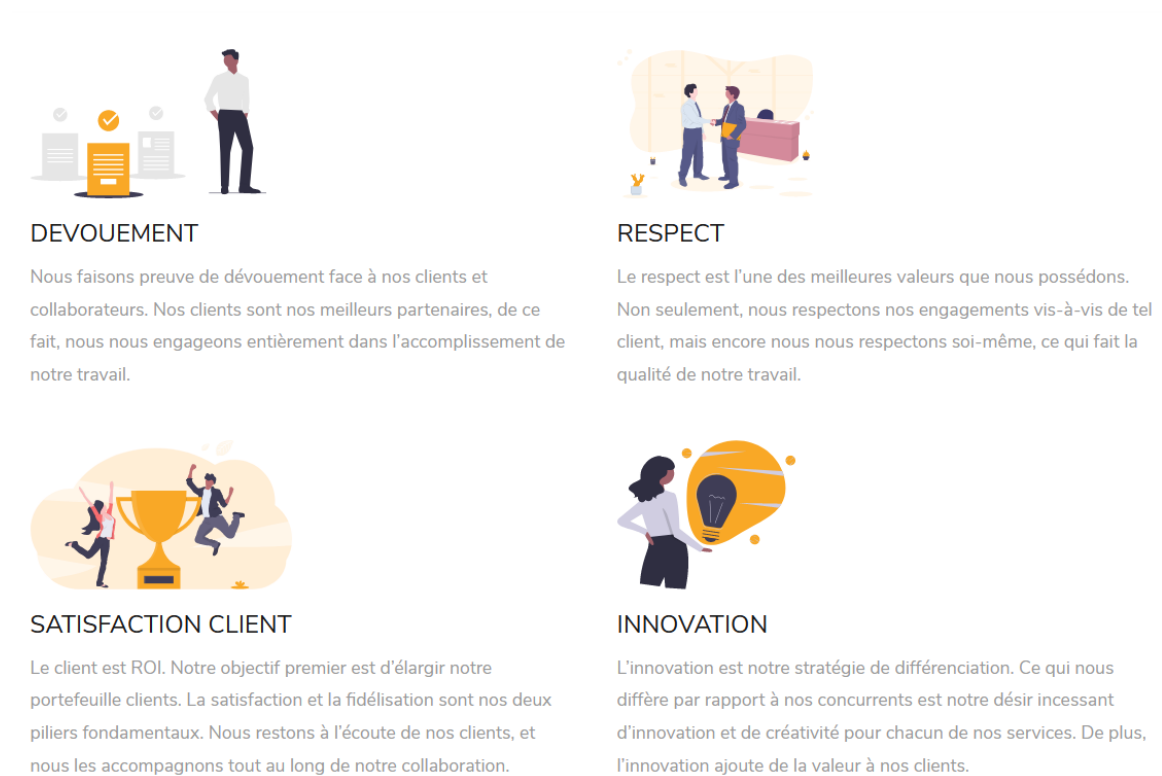 DEVOUEMENT
Nous faisons preuve de dévouement face à nos clients et
collaborateurs. Nos clients sont nos meilleurs partenaires, de ce
fait, nous nous engageons entièrement dans l'accomplissement de
notre travail.
RESPECT
Le respect est l'une des meilleures valeurs que nous possédons.
Non seulement, nous respectons nos engagements vis-à-vis de tel
client, mais encore nous nous respectons soi-même, ce qui fait la
qualité de notre travail.
SATISFACTION CLIENT
Le client est ROI. Notre objectif premier est d'élargir notre
portefeuille clients. La satisfaction et la fidélisation sont nos deux
piliers fondamentaux. Nous restons à l'écoute de nos clients, et
nous les accompagnons tout au long de notre collaboration.
INNOVATION
L'innovation est notre stratégie de différenciation. Ce qui nous
diffère par rapport à nos concurrents est notre désir incessant
d'innovation et de créativité pour chacun de nos services. De plus,
l'innovation ajoute de la valeur à nos clients.